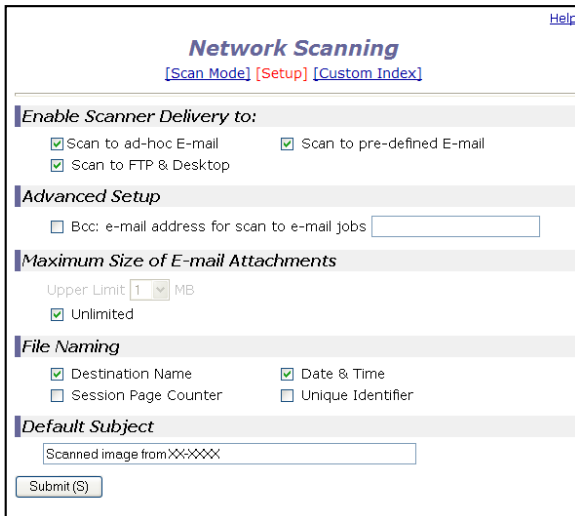 Help
Network Scanning
[Scan Mode] [Setup] [Custom Index]
Enable Scanner Delivery to:
Scan to ad-hoc E-mail
Scan to pre-defined E-mail
Scan to FTP & Desktop
Advanced Setup
Bcc: e-mail address for scan to e-mail jobs
Maximum Size of E-mail Attachments
Upper Limit 1 MB
Unlimited
File Naming
Destination Name
Date & Time
Session Page Counter
Unique Identifier
Default Subject
Scanned image from XX-XXXX
Submit (S)